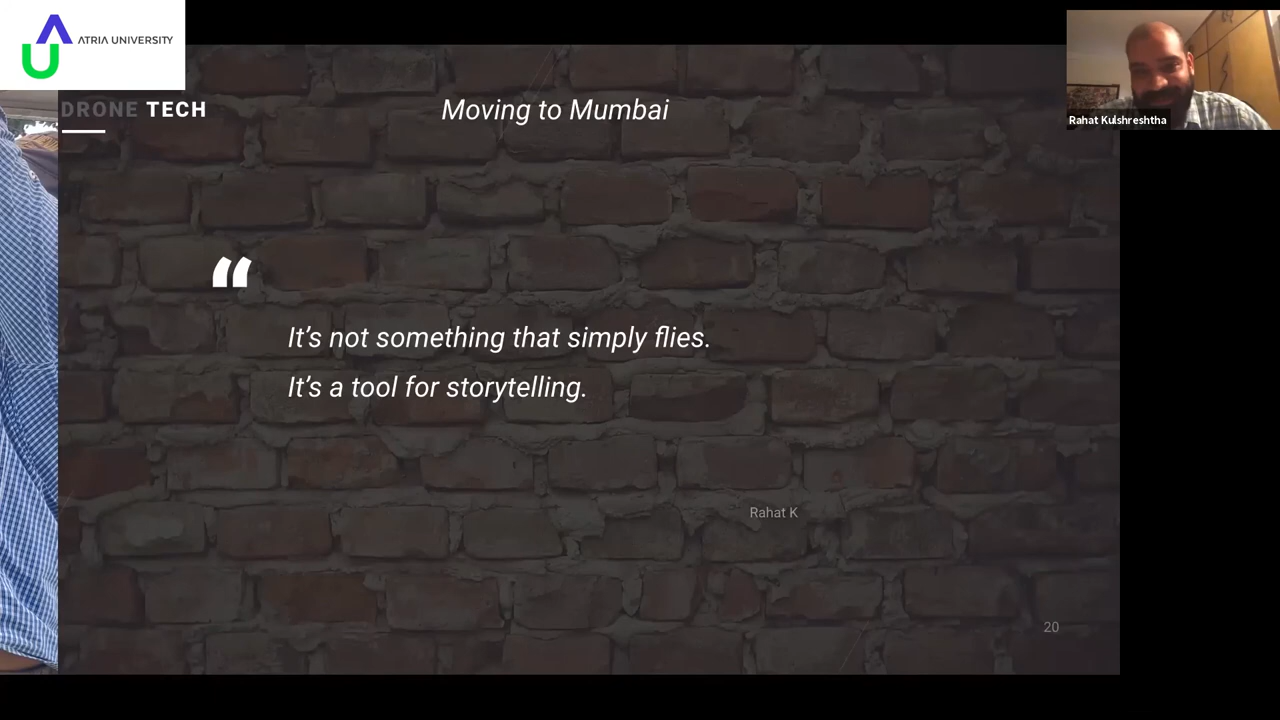 ATRIA UNIVERSITY
DRONE TECH
Moving to Mumbai
Rahat Kulshreshtha
“
It’s not something that simply flies.
It’s a tool for storytelling.
Rahat K
20